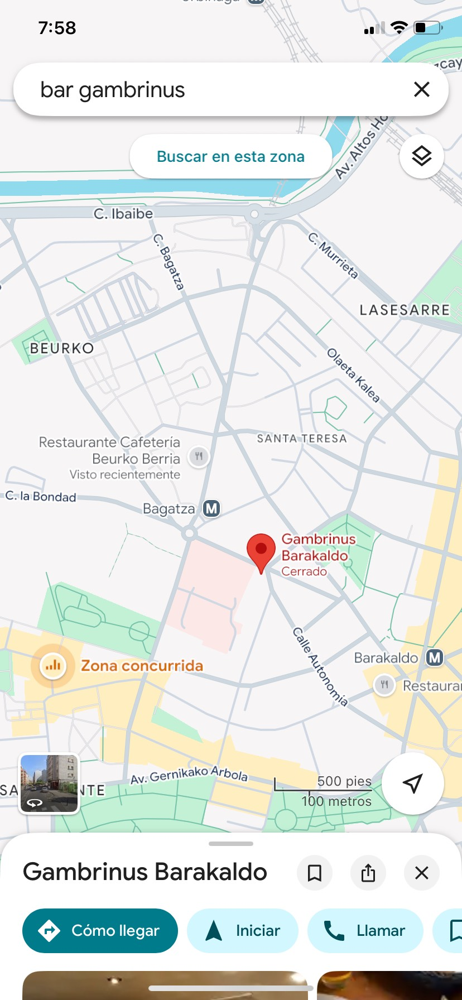 7:58
bar gambrinus
Buscar en esta zona
Av. Altos Ho
C. Ibaibe
C. Bagatza
C. Murrieta
LASESARRE
BEURKO
Olaeta Kalea
SANTA TERESA
Restaurante Cafetería
Beurko Berria
Visto recientemente
C. la Bondad
Bagatza M
Gambrinus
Barakaldo
Cerrado
Calle Autonomía
Barakaldo M
Zona concurrida
Restaurar
Av. Gernikako Arbola
500 pies
100 metros
SA
NTE
Gambrinus Barakaldo
Cómo llegar
Iniciar
Llamar